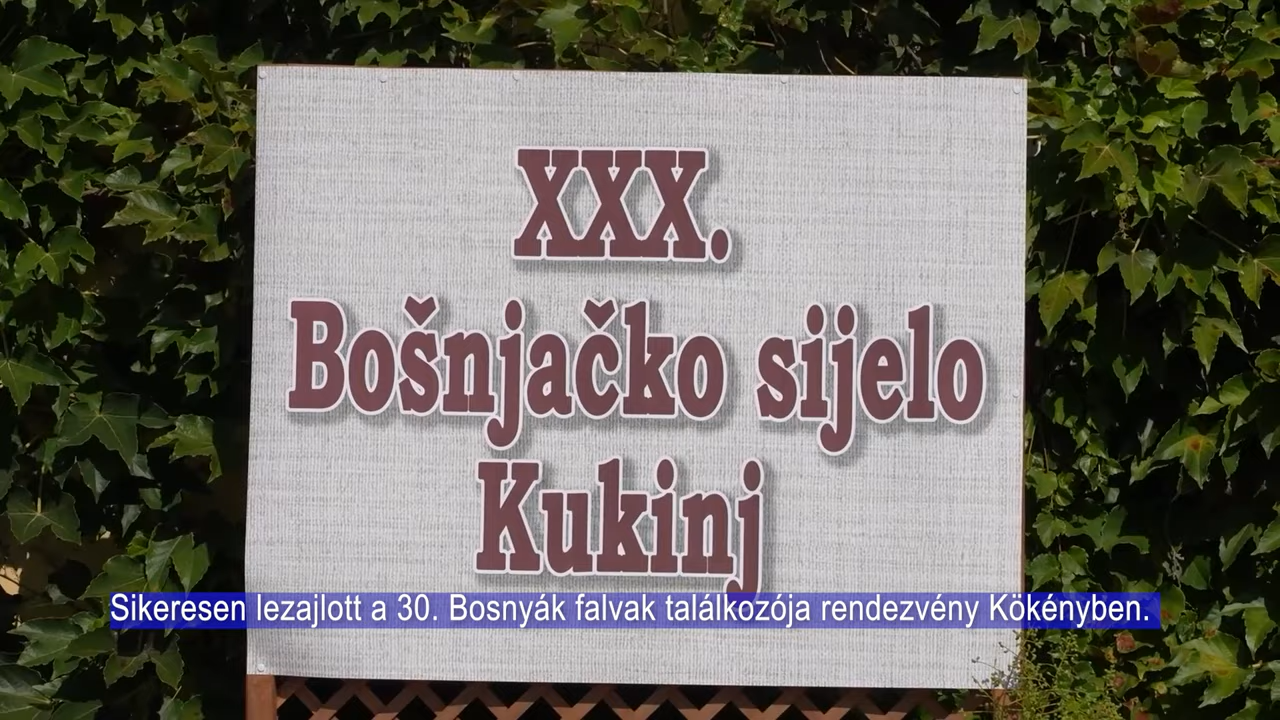 XXX.
Bošnjačko sijelo
Kukinj
Sikeresen lezajlott a 30. Bosnyák falvak találkozója rendezvény Kökényben.